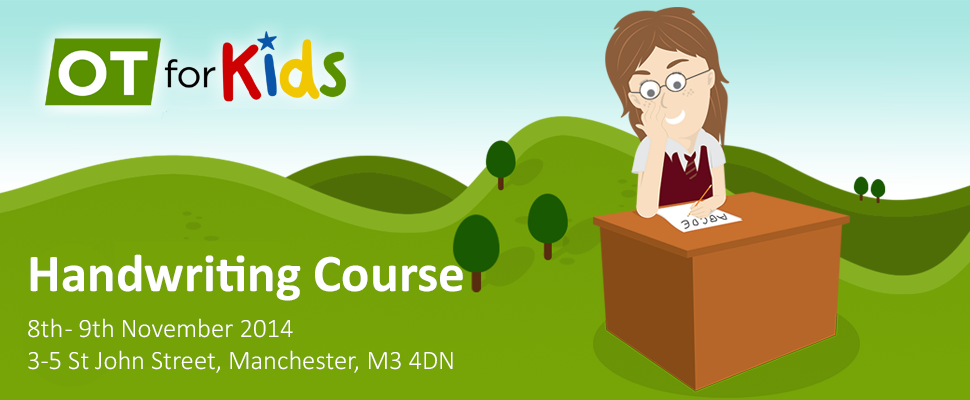 OT for Kids
Handwriting Course
8th - 9th November 2014
3-5 St John Street, Manchester, M3 4DN
ABCDE